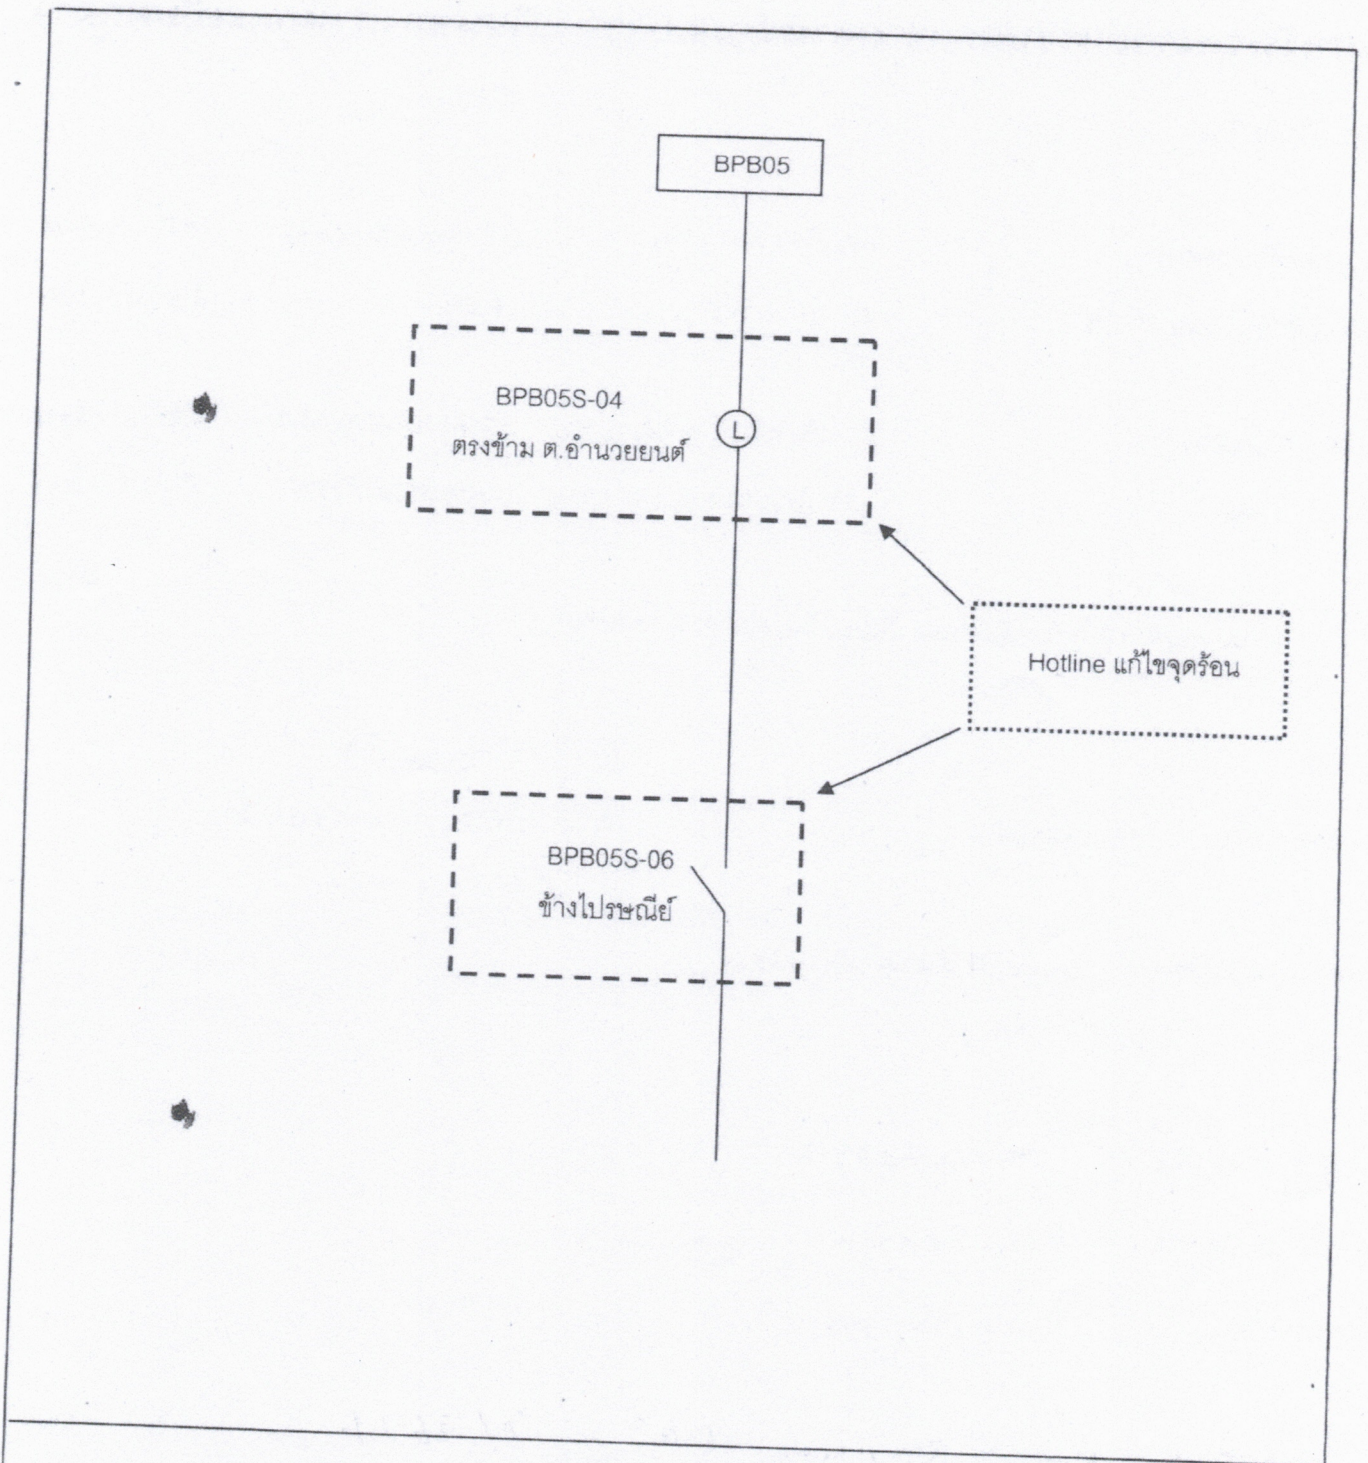 BPB05
BPB05S-04
ตรงข้าม ต.อำนวยยนต์
L
Hotline แก้ไขจุดร้อน
BPB05S-06
ข้างไปรษณีย์